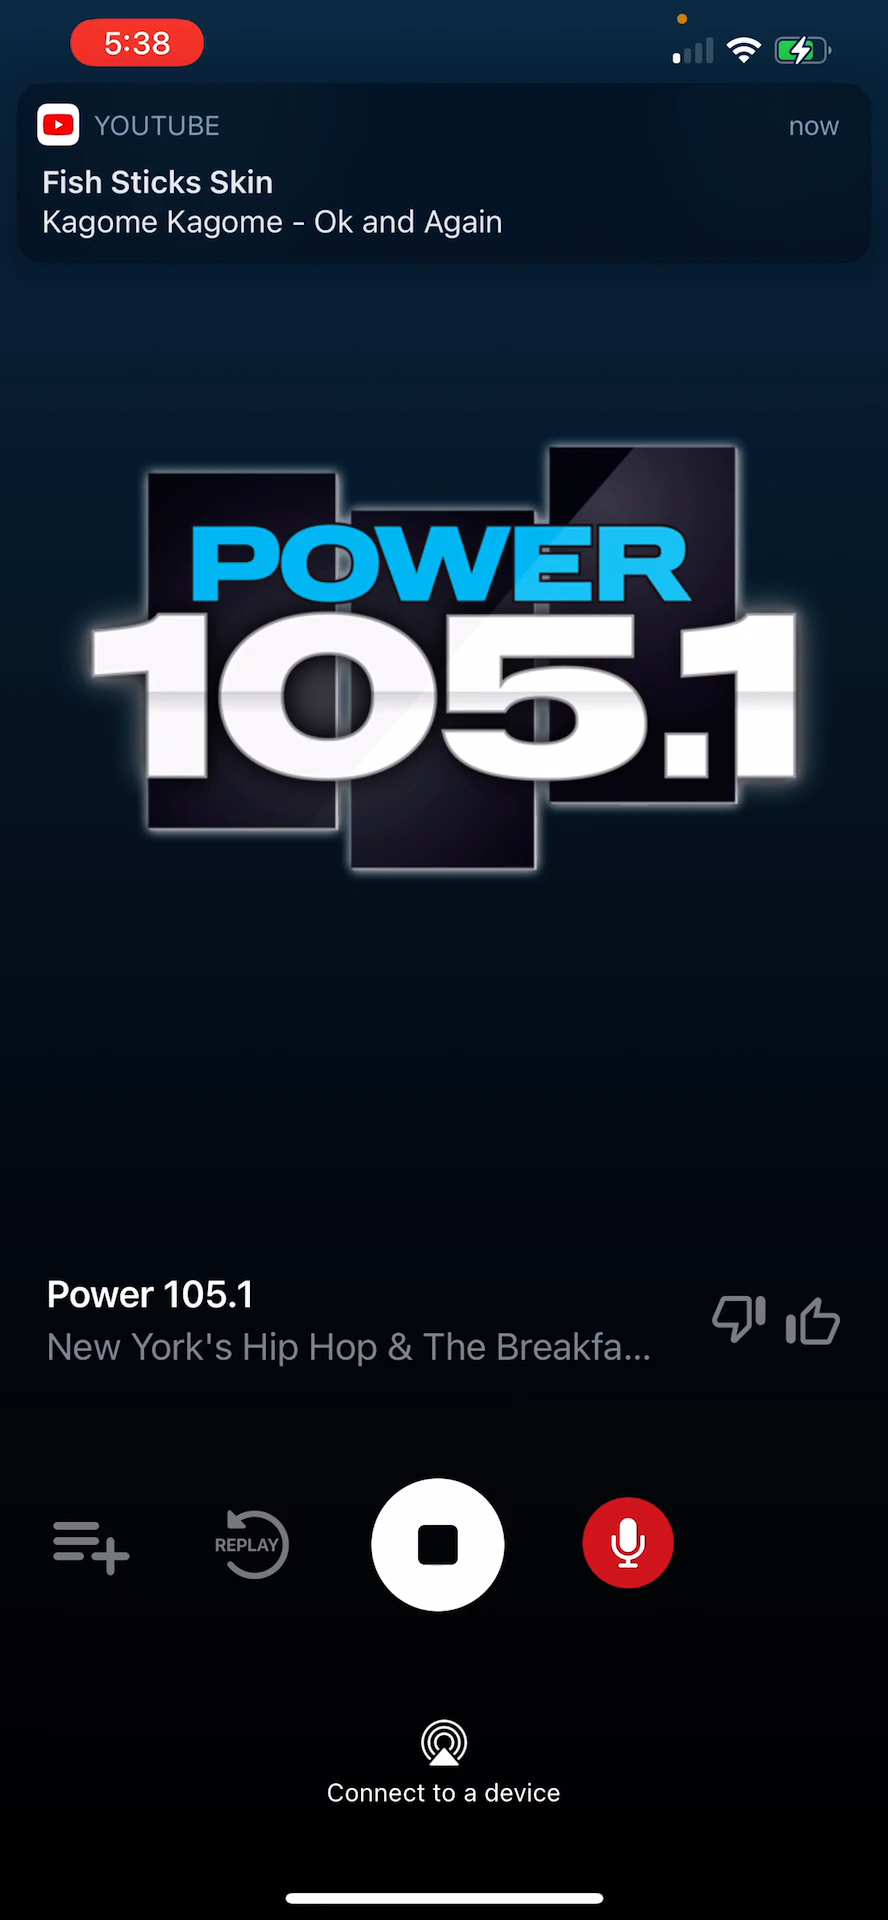 5:38
YOUTUBE
now
Fish Sticks Skin
Kagome Kagome - Ok and Again
POWER
105.1
Power 105.1
New York's Hip Hop & The Breakfa...
REPLAY
Connect to a device